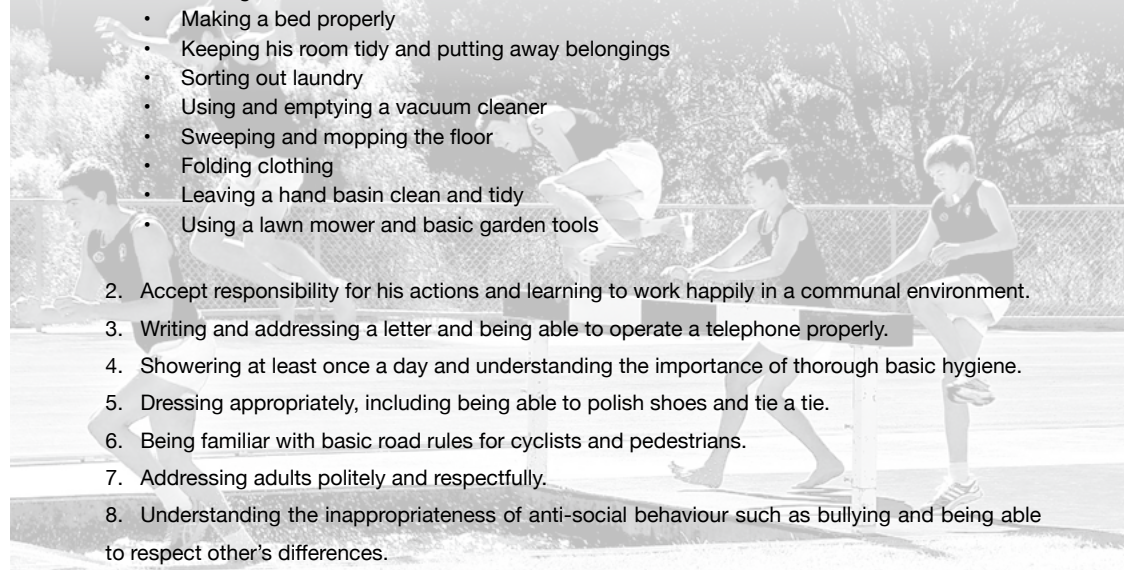 • Making a bed properly
• Keeping his room tidy and putting away belongings
• Sorting out laundry
• Using and emptying a vacuum cleaner
• Sweeping and mopping the floor
• Folding clothing
• Leaving a hand basin clean and tidy
• Using a lawn mower and basic garden tools
2. Accept responsibility for his actions and learning to work happily in a communal environment.
3. Writing and addressing a letter and being able to operate a telephone properly.
4. Showering at least once a day and understanding the importance of thorough basic hygiene.
5. Dressing appropriately, including being able to polish shoes and tie a tie.
6. Being familiar with basic road rules for cyclists and pedestrians.
7. Addressing adults politely and respectfully.
8. Understanding the inappropriateness of anti-social behaviour such as bullying and being able
to respect other's differences.